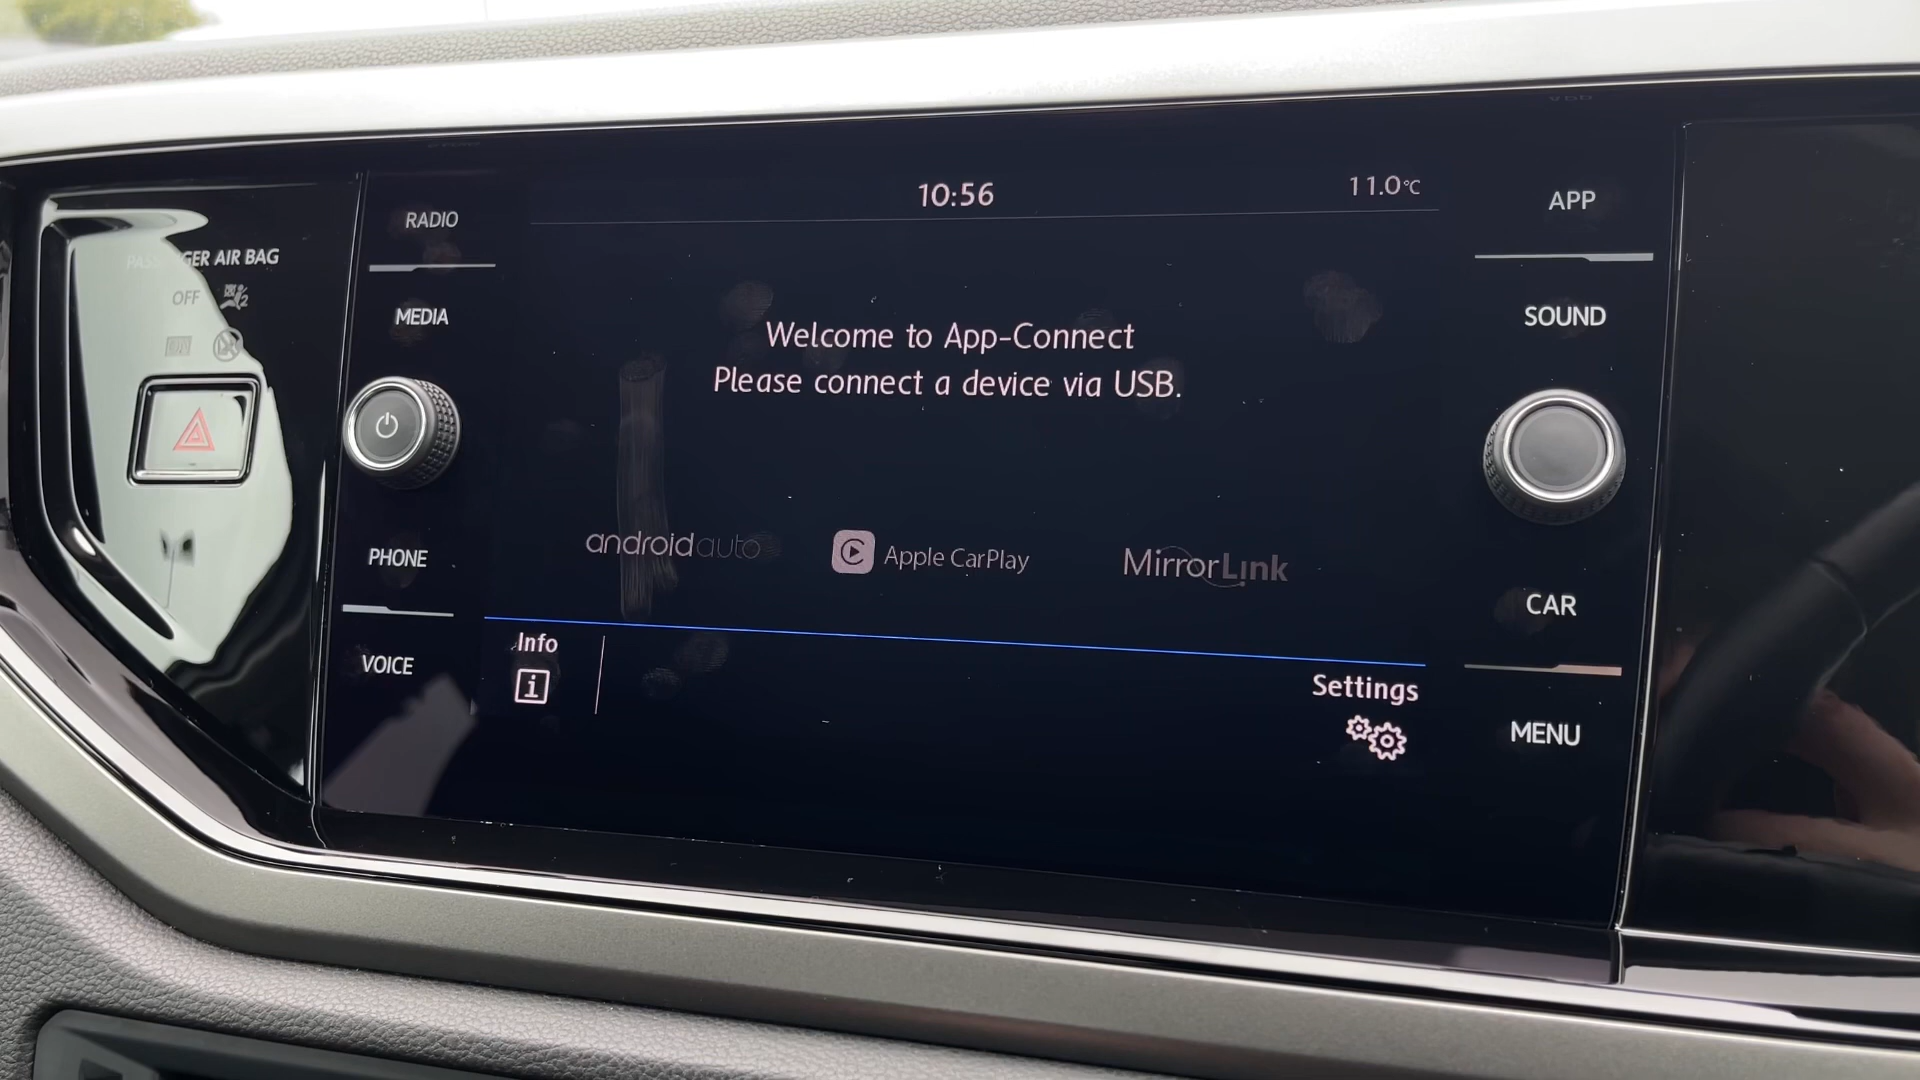 10:56
11.0°C
APP
RADIO
PASSENGER AIR BAG
OFF
MEDIA
SOUND
Welcome to App-Connect
Please connect a device via USB.
androidauto
Apple CarPlay
MirrorLink
PHONE
CAR
Info
VOICE
Settings
MENU